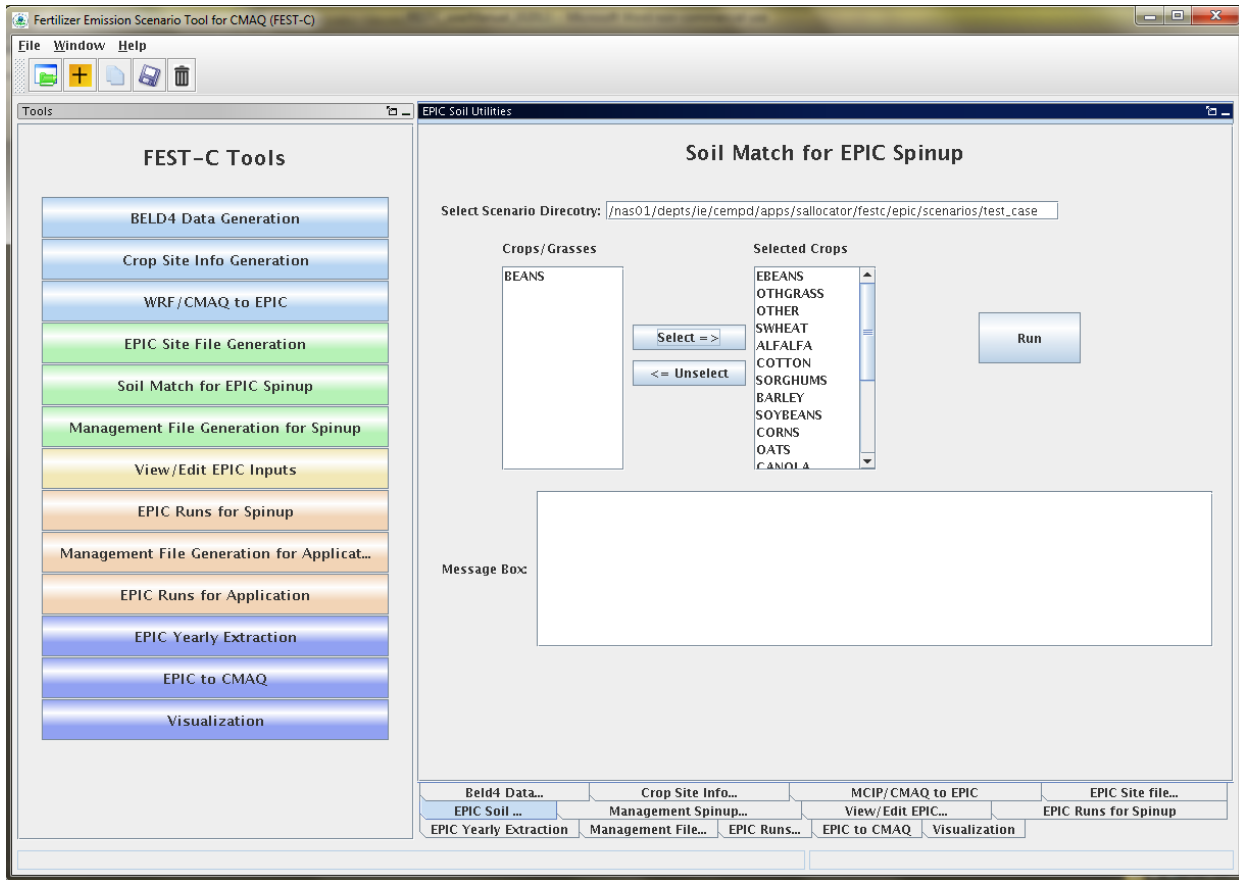 Fertilizer Emission Scenario Tool for CMAQ (FEST-C)
File Window Help
Tools
FEST-C Tools
BELD4 Data Generation
Crop Site Info Generation
WRF/CMAQ to EPIC
EPIC Site File Generation
Soil Match for EPIC Spinup
Management File Generation for Spinup
View/Edit EPIC Inputs
EPIC Runs for Spinup
Management File Generation for Applicat...
EPIC Runs for Application
EPIC Yearly Extraction
EPIC to CMAQ
Visualization
EPIC Soil Utilities
Soil Match for EPIC Spinup
Select Scenario Direcotry: /nas01/depts/ie/cempd/apps/sallocator/festc/epic/scenarios/test_case
Crops/Grasses
BEANS
Select =>
<= Unselect
Selected Crops
EBEANS
OTHGRASS
OTHER
SWHEAT
ALFALFA
COTTON
SORGHUMS
BARLEY
SOYBEANS
CORNS
OATS
CANOLA
Run
Message Box:
Beld4 Data... Crop Site Info... MCIP/CMAQ to EPIC EPIC Site file...
EPIC Soil ... Management Spinup... View/Edit EPIC... EPIC Runs for Spinup
EPIC Yearly Extraction Management File... EPIC Runs... EPIC to CMAQ Visualization